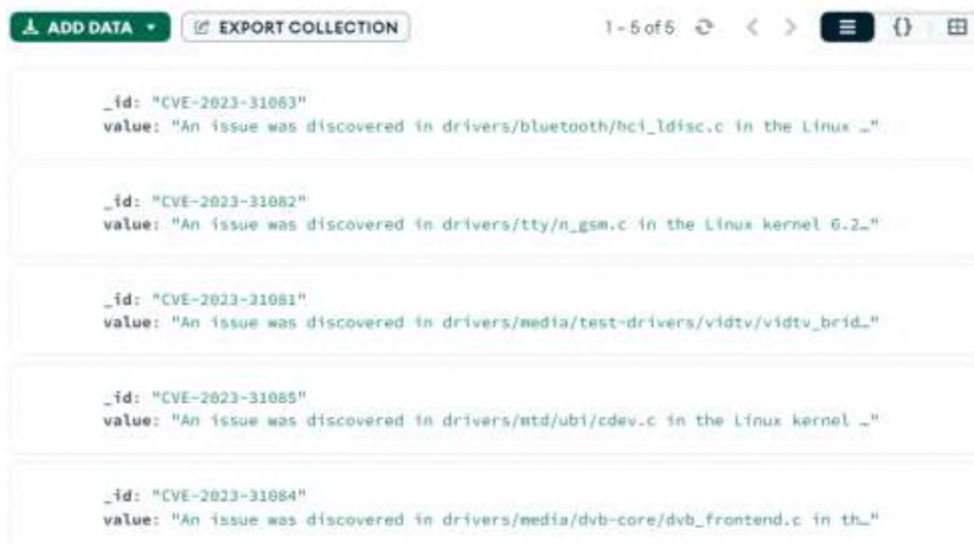 ADD DATA
EXPORT COLLECTION
1 - 5 of 5
{}
_id: "CVE-2023-31083"
value: "An issue was discovered in drivers/bluetooth/hci_ldisc.c in the Linux …"
_id: "CVE-2023-31082"
value: "An issue was discovered in drivers/tty/n_gsm.c in the Linux kernel 6.2…"
_id: "CVE-2023-31081"
value: "An issue was discovered in drivers/media/test-drivers/vidtv/vidtv_brid…"
_id: "CVE-2023-31085"
value: "An issue was discovered in drivers/mtd/ubi/cdev.c in the Linux kernel …"
_id: "CVE-2023-31084"
value: "An issue was discovered in drivers/media/dvb-core/dvb_frontend.c in th…"